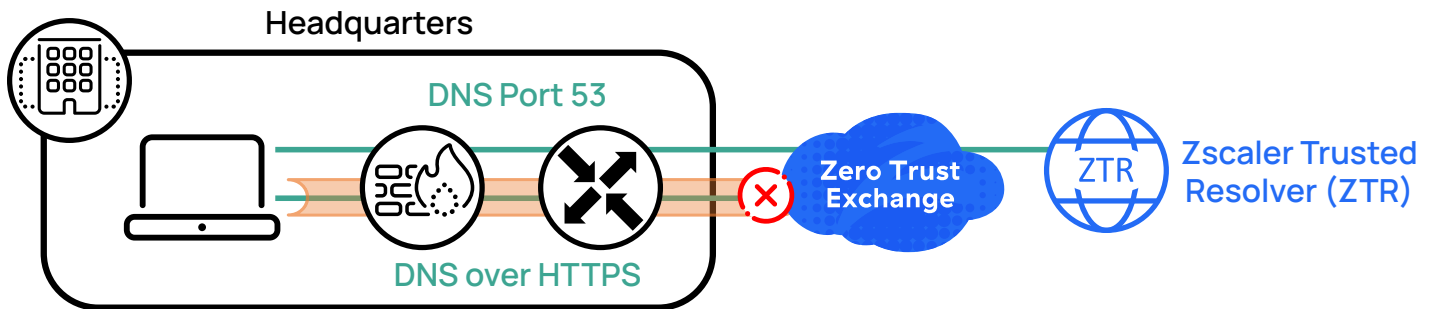 Headquarters
DNS Port 53
DNS over HTTPS
Zero Trust
Exchange
ZTR
Zscaler Trusted
Resolver (ZTR)